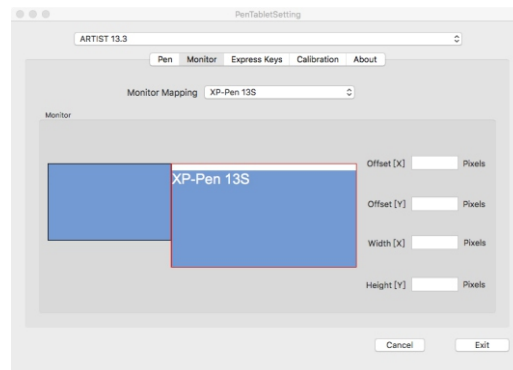 PenTabletSetting
ARTIST 13.3
Pen Monitor Express Keys Calibration About
Monitor Mapping XP-Pen 13S
Monitor
XP-Pen 13S
Offset [X] Pixels
Offset [Y] Pixels
Width [X] Pixels
Height [Y] Pixels
Cancel Exit